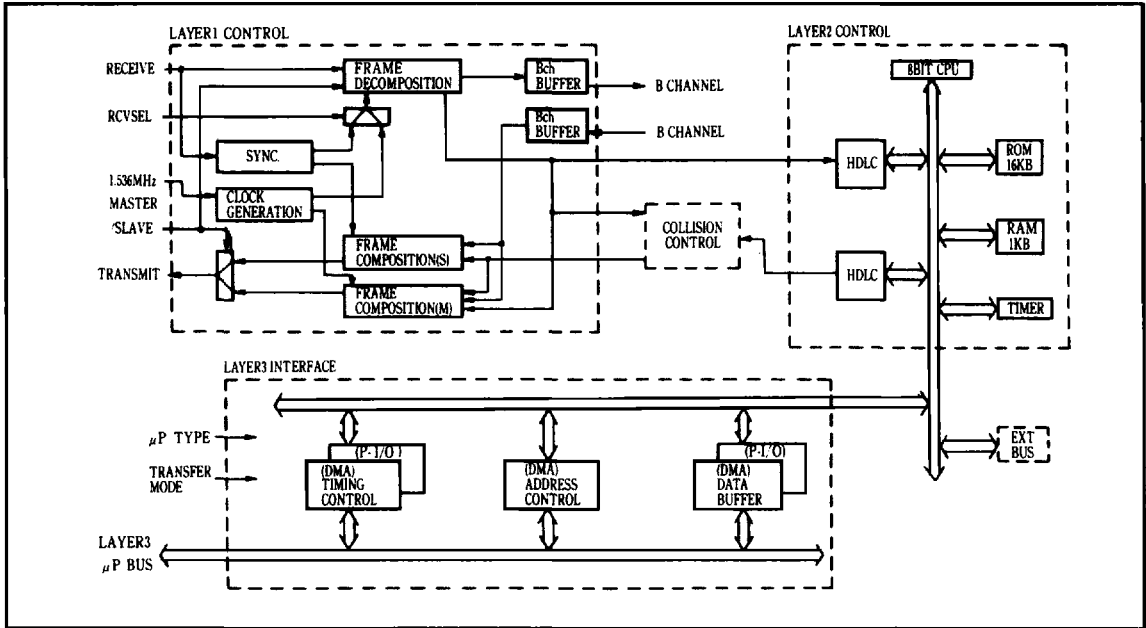 LAYER1 CONTROL
RECEIVE
FRAME
DECOMPOSITION
Bch
BUFFER
B CHANNEL
RCVSEL
Bch
BUFFER
B CHANNEL
SYNC.
1.536MHz
MASTER
CLOCK
GENERATION
/SLAVE
FRAME
COMPOSITION(S)
TRANSMIT
FRAME
COMPOSITION(M)
COLLISION
CONTROL
LAYER2 CONTROL
8BIT CPU
HDLC
ROM
16KB
RAM
1KB
HDLC
TIMER
EXT
BUS
LAYER3 INTERFACE
μP TYPE
TRANSFER
MODE
(P-I/O)
(DMA)
TIMING
CONTROL
(DMA)
ADDRESS
CONTROL
(P-I/O)
(DMA)
DATA
BUFFER
LAYER3
μP BUS